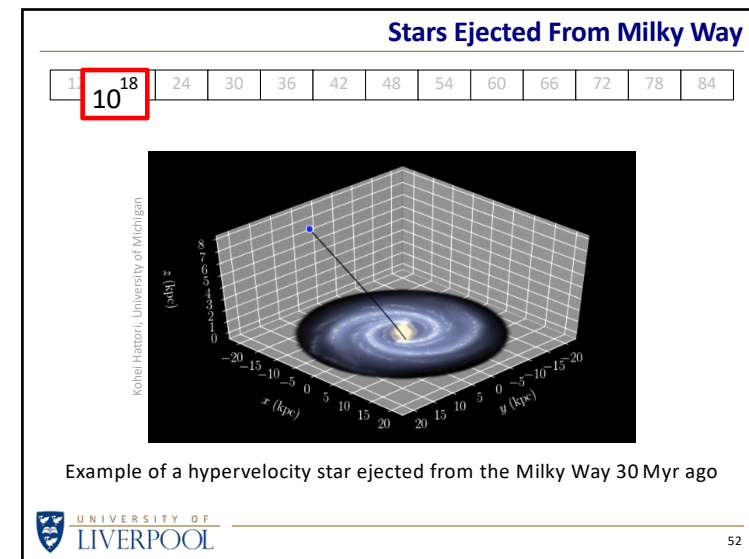 Stars Ejected From Milky Way
12 10^18 24 30 36 42 48 54 60 66 72 78 84
Kohei Hattori, University of Michigan
8
7
6
5
4
3
2
1
0
z (kpc)
−20 −15 −10 −5 0 5 10 15 20
x (kpc)
20 15 10 5 0 −5 −10 −15 −20
y (kpc)
Example of a hypervelocity star ejected from the Milky Way 30 Myr ago
UNIVERSITY OF
LIVERPOOL
52